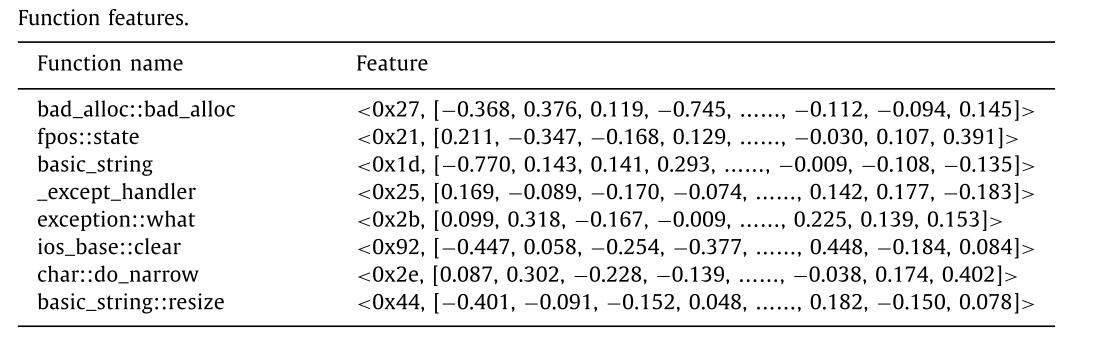 Function features.
Function name Feature
bad_alloc::bad_alloc <0x27, [−0.368, 0.376, 0.119, −0.745, ......, −0.112, −0.094, 0.145]>
fpos::state <0x21, [0.211, −0.347, −0.168, 0.129, ......, −0.030, 0.107, 0.391]>
basic_string <0x1d, [−0.770, 0.143, 0.141, 0.293, ......, −0.009, −0.108, −0.135]>
_except_handler <0x25, [0.169, −0.089, −0.170, −0.074, ......, 0.142, 0.177, −0.183]>
exception::what <0x2b, [0.099, 0.318, −0.167, −0.009, ......, 0.225, 0.139, 0.153]>
ios_base::clear <0x92, [−0.447, 0.058, −0.254, −0.377, ......, 0.448, −0.184, 0.084]>
char::do_narrow <0x2e, [0.087, 0.302, −0.228, −0.139, ......, −0.038, 0.174, 0.402]>
basic_string::resize <0x44, [−0.401, −0.091, −0.152, 0.048, ......, 0.182, −0.150, 0.078]>